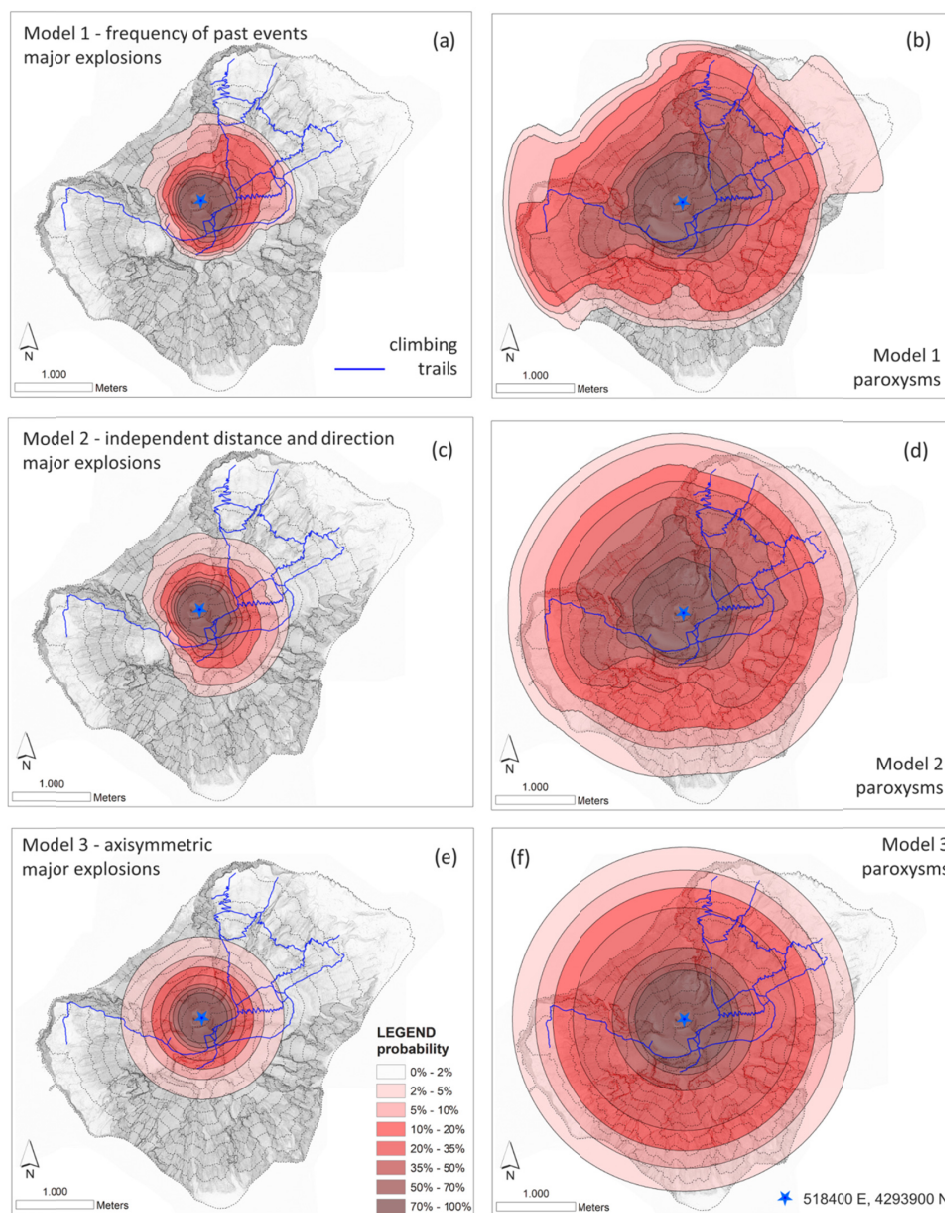 Model 1 - frequency of past events
major explosions
(a)
climbing
trails
N
1.000
Meters
(b)
Model 1
paroxysms
N
1.000
Meters
Model 2 - independent distance and direction
major explosions
(c)
N
1.000
Meters
(d)
Model 2
paroxysms
N
1.000
Meters
Model 3 - axisymmetric
major explosions
(e)
LEGEND
probability
0% - 2%
2% - 5%
5% - 10%
10% - 20%
20% - 35%
35% - 50%
50% - 70%
70% - 100%
N
1.000
Meters
(f)
Model 3
paroxysms
N
1.000
Meters
518400 E, 4293900 N